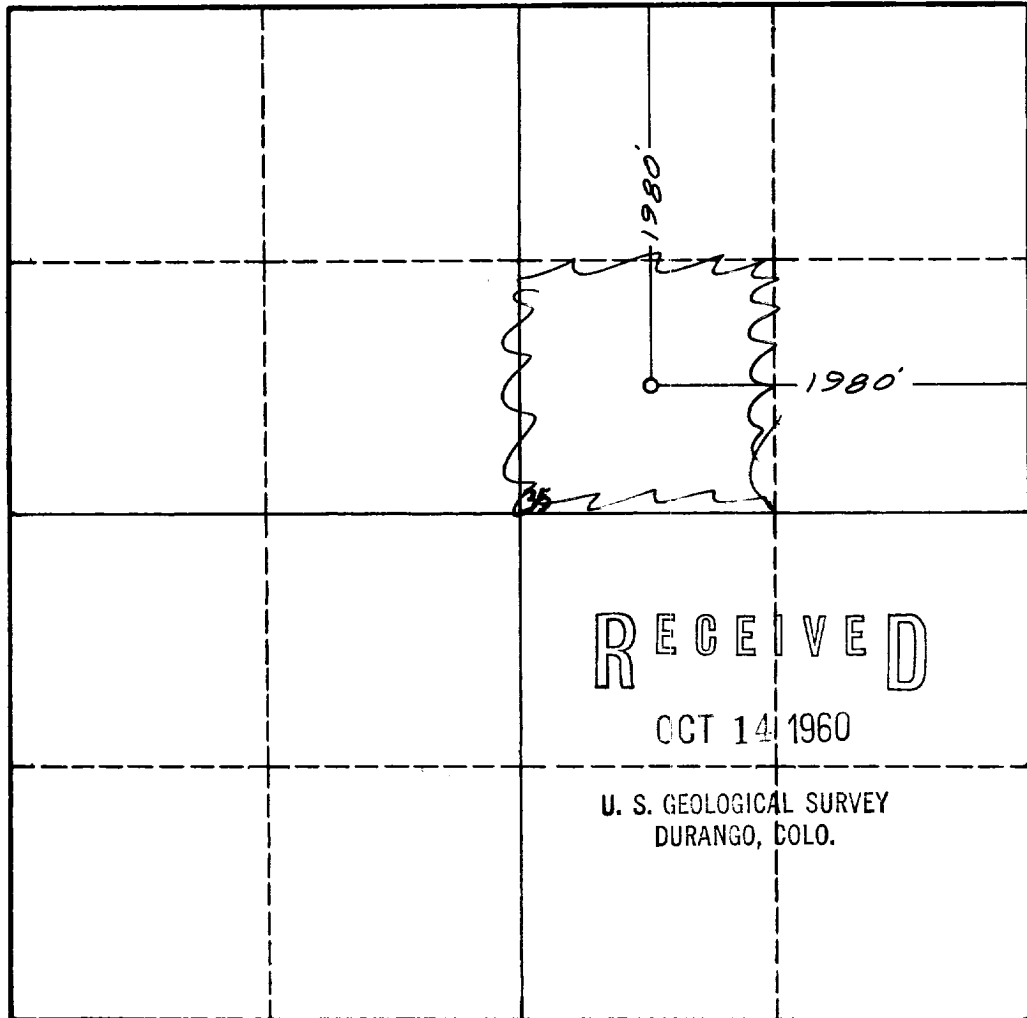 1980'
1980'
35
RECEIVED
OCT 14 1960
U. S. GEOLOGICAL SURVEY
DURANGO, COLO.